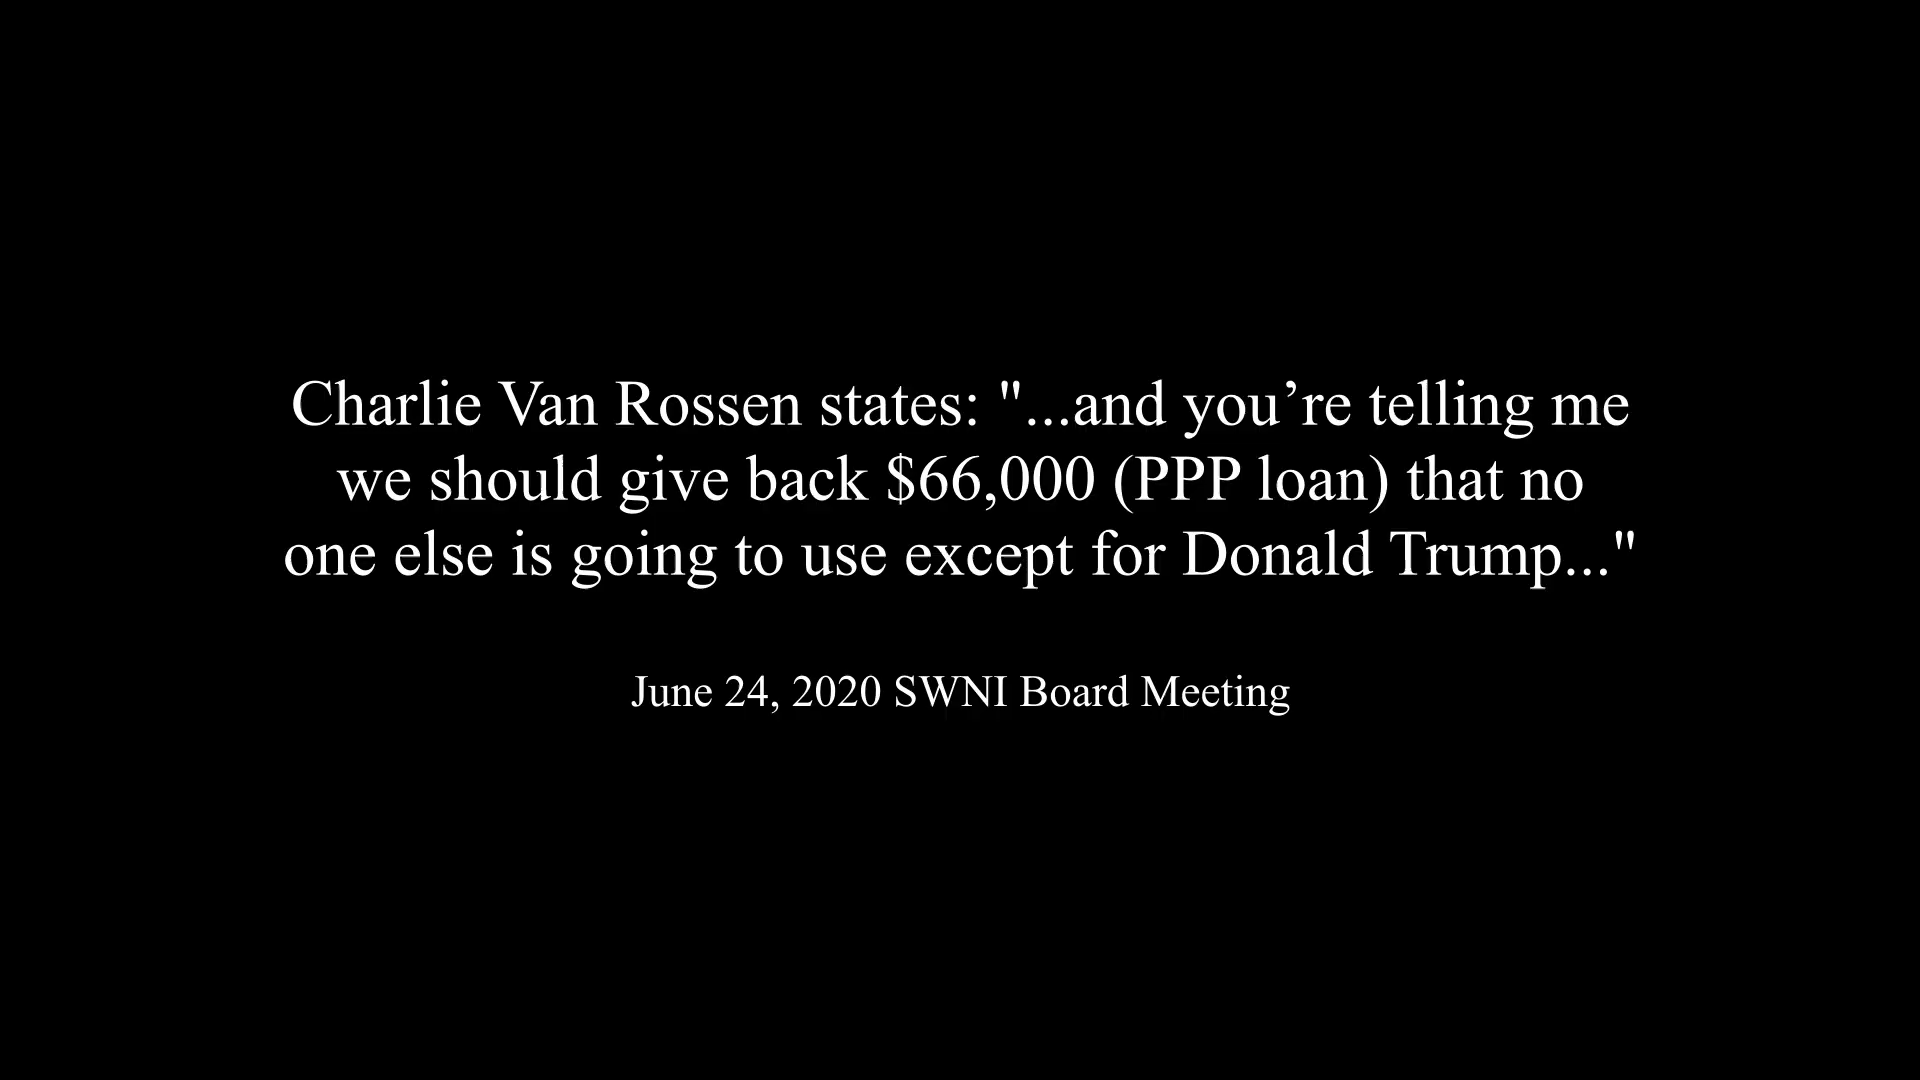 Charlie Van Rossen states: "...and you’re telling me
we should give back $66,000 (PPP loan) that no
one else is going to use except for Donald Trump..."
June 24, 2020 SWNI Board Meeting